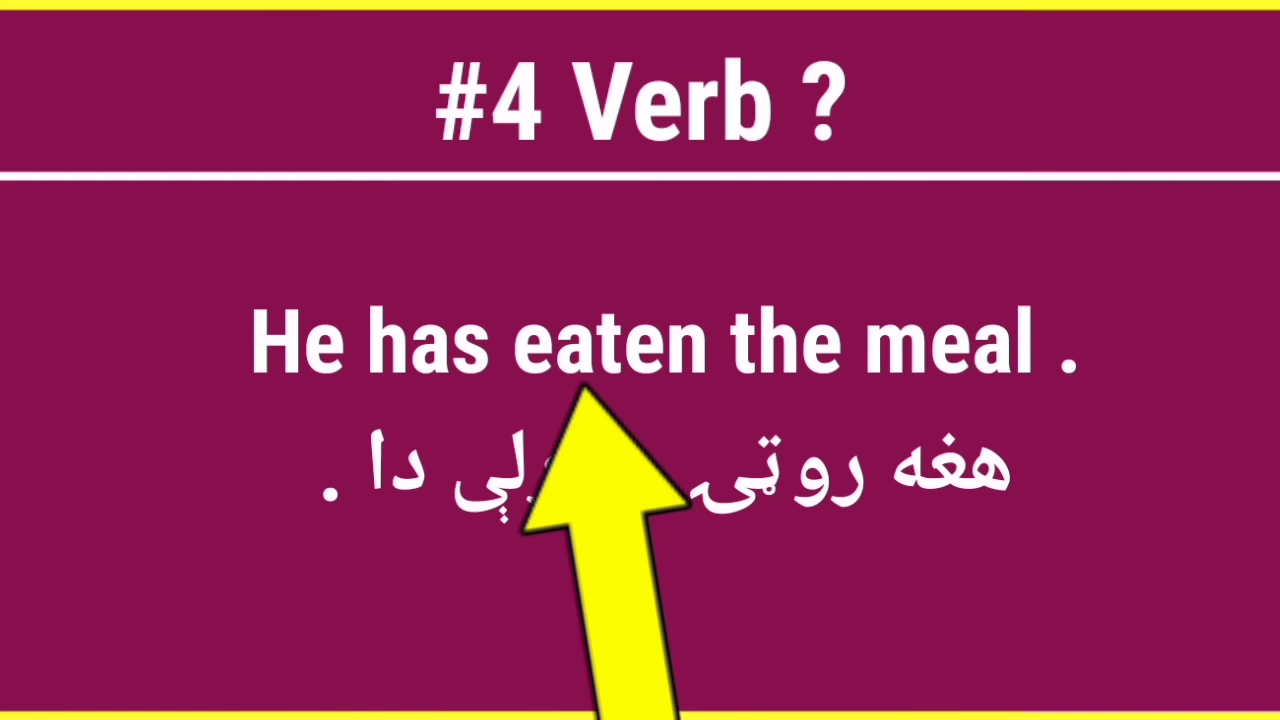 #4 Verb ?
He has eaten the meal .
هغه روټۍ دا .